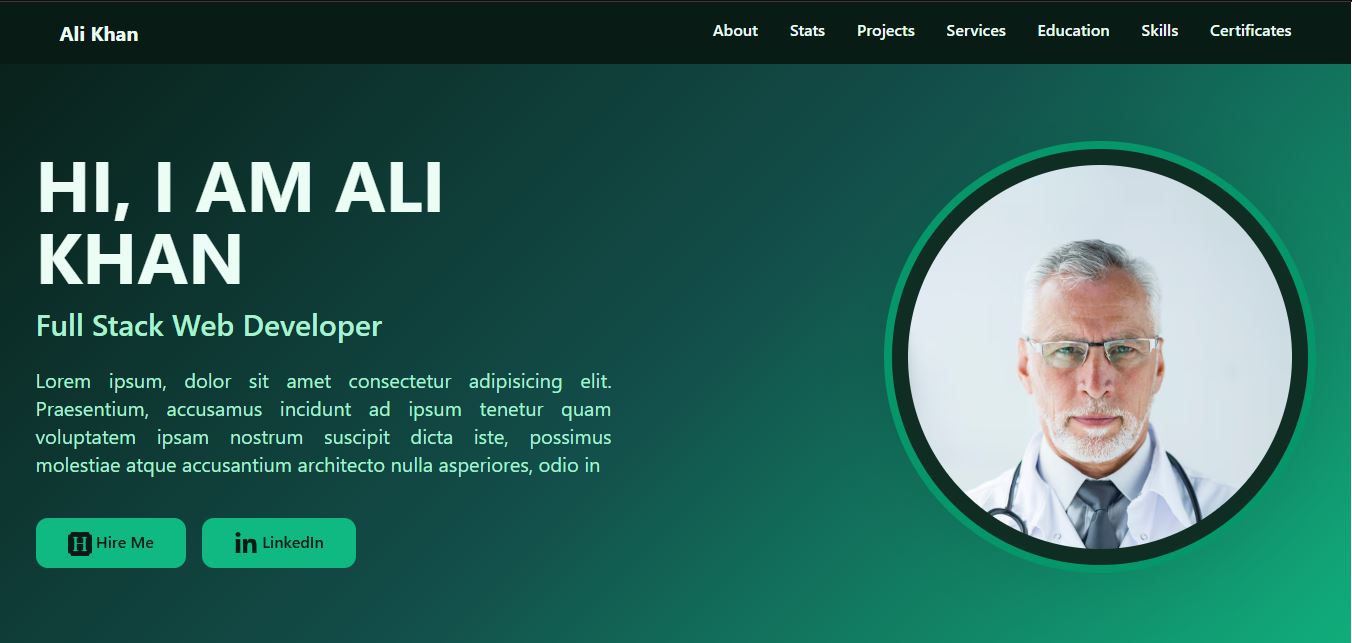 Ali Khan
About Stats Projects Services Education Skills Certificates
HI, I AM ALI
KHAN
Full Stack Web Developer
Lorem ipsum, dolor sit amet consectetur adipisicing elit.
Praesentium, accusamus incidunt ad ipsum tenetur quam
voluptatem ipsam nostrum suscipit dicta iste, possimus
molestiae atque accusantium architecto nulla asperiores, odio in
H Hire Me
in LinkedIn